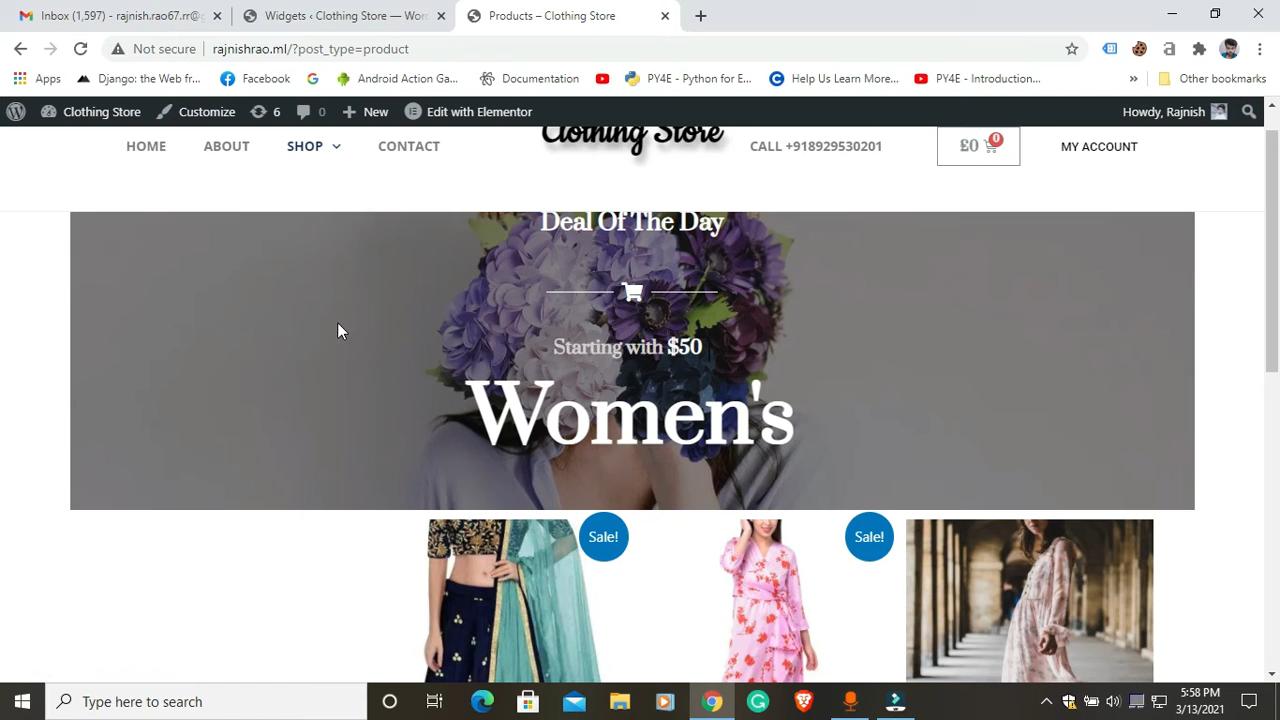 Inbox (1,597) - rajnish.rao67.rr@g
Widgets ‹ Clothing Store — Wor
Products – Clothing Store
Not secure
rajnishrao.ml/?post_type=product
Apps
Django: the Web fr...
Facebook
Android Action Ga...
Documentation
PY4E - Python for E...
Help Us Learn More...
PY4E - Introduction...
»
Other bookmarks
Clothing Store
Customize
6
0
New
Edit with Elementor
Howdy, Rajnish
HOME
ABOUT
SHOP
CONTACT
Clothing Store
CALL +918929530201
£0
0
MY ACCOUNT
Deal Of The Day
Starting with $50
Women's
Sale!
Sale!
Type here to search
5:58 PM
3/13/2021